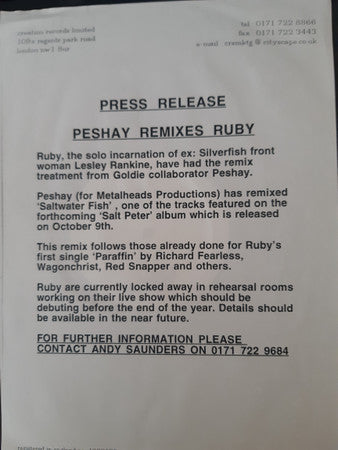 creation records limited
109x regents park road
london nw1 8ur
tel 0171 722 8866
fax 0171 722 3443
e-mail creamktg @ cityscape.co.uk
PRESS RELEASE
PESHAY REMIXES RUBY
Ruby, the solo incarnation of ex: Silverfish front
woman Lesley Rankine, have had the remix
treatment from Goldie collaborator Peshay.
Peshay (for Metalheads Productions) has remixed
'Saltwater Fish' , one of the tracks featured on the
forthcoming 'Salt Peter' album which is released
on October 9th.
This remix follows those already done for Ruby's
first single 'Paraffin' by Richard Fearless,
Wagonchrist, Red Snapper and others.
Ruby are currently locked away in rehearsal rooms
working on their live show which should be
debuting before the end of the year. Details should
be available in the near future.
FOR FURTHER INFORMATION PLEASE
CONTACT ANDY SAUNDERS ON 0171 722 9684